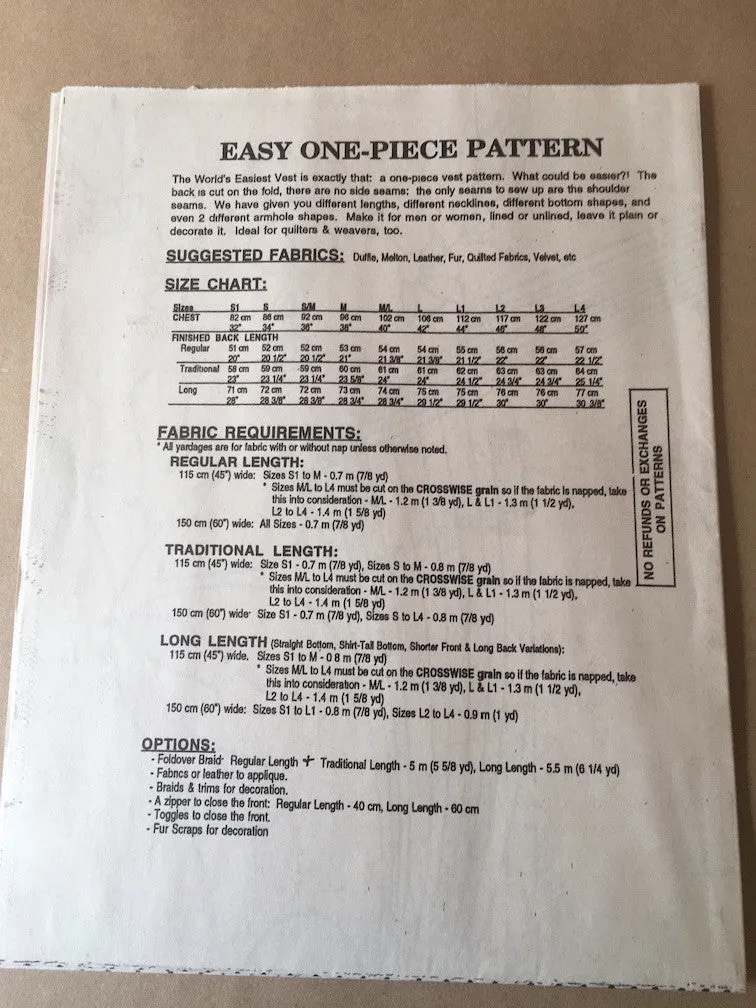 EASY ONE-PIECE PATTERN
The World's Easiest Vest is exactly that: a one-piece vest pattern. What could be easier?! The
back is cut on the fold, there are no side seams; the only seams to sew up are the shoulder
seams. We have given you different lengths, different necklines, different bottom shapes, and
even 2 different armhole shapes. Make it for men or women, lined or unlined, leave it plain or
decorate it. Ideal for quilters & weavers, too.
SUGGESTED FABRICS: Duffle, Melton, Leather, Fur, Quilted Fabrics, Velvet, etc
SIZE CHART:
Sizes S1 S S/M M M/L L L1 L2 L3 L4
CHEST 82 cm 86 cm 92 cm 96 cm 102 cm 106 cm 112 cm 117 cm 122 cm 127 cm
32" 34" 36" 38" 40" 42" 44" 46" 48" 50"
FINISHED BACK LENGTH
Regular 51 cm 52 cm 52 cm 53 cm 54 cm 54 cm 55 cm 56 cm 56 cm 57 cm
20" 20 1/2" 20 1/2" 21" 21 3/8" 21 3/8" 21 1/2" 22" 22" 22 1/2"
Traditional 58 cm 59 cm 59 cm 60 cm 61 cm 61 cm 62 cm 63 cm 63 cm 64 cm
23" 23 1/4" 23 1/4" 23 5/8" 24" 24" 24 1/2" 24 3/4" 24 3/4" 25 1/4"
Long 71 cm 72 cm 72 cm 73 cm 74 cm 75 cm 75 cm 76 cm 76 cm 77 cm
28" 28 3/8" 28 3/8" 28 3/4" 28 3/4" 29 1/2" 29 1/2" 30" 30" 30 3/8"
FABRIC REQUIREMENTS:
* All yardages are for fabric with or without nap unless otherwise noted.
REGULAR LENGTH:
115 cm (45") wide: Sizes S1 to M - 0.7 m (7/8 yd)
* Sizes M/L to L4 must be cut on the CROSSWISE grain so if the fabric is napped, take
this into consideration - M/L - 1.2 m (1 3/8 yd), L & L1 - 1.3 m (1 1/2 yd),
L2 to L4 - 1.4 m (1 5/8 yd)
150 cm (60") wide: All Sizes - 0.7 m (7/8 yd)
NO REFUNDS OR EXCHANGES
ON PATTERNS
TRADITIONAL LENGTH:
115 cm (45") wide: Size S1 - 0.7 m (7/8 yd), Sizes S to M - 0.8 m (7/8 yd)
* Sizes M/L to L4 must be cut on the CROSSWISE grain so if the fabric is napped, take
this into consideration - M/L - 1.2 m (1 3/8 yd), L & L1 - 1.3 m (1 1/2 yd),
L2 to L4 - 1.4 m (1 5/8 yd)
150 cm (60") wide: Size S1 - 0.7 m (7/8 yd), Sizes S to L4 - 0.8 m (7/8 yd)
LONG LENGTH (Straight Bottom, Shirt-Tail Bottom, Shorter Front & Long Back Variations):
115 cm (45") wide. Sizes S1 to M - 0 8 m (7/8 yd)
* Sizes M/L to L4 must be cut on the CROSSWISE grain so if the fabric is napped, take
this into consideration - M/L - 1.2 m (1 3/8 yd), L & L1 - 1.3 m (1 1/2 yd),
L2 to L4 - 1.4 m (1 5/8 yd)
150 cm (60") wide: Sizes S1 to L1 - 0.8 m (7/8 yd), Sizes L2 to L4 - 0.9 m (1 yd)
OPTIONS:
- Foldover Braid· Regular Length + Traditional Length - 5 m (5 5/8 yd), Long Length - 5.5 m (6 1/4 yd)
- Fabrics or leather to applique.
- Braids & trims for decoration.
- A zipper to close the front: Regular Length - 40 cm, Long Length - 60 cm
- Toggles to close the front.
- Fur Scraps for decoration